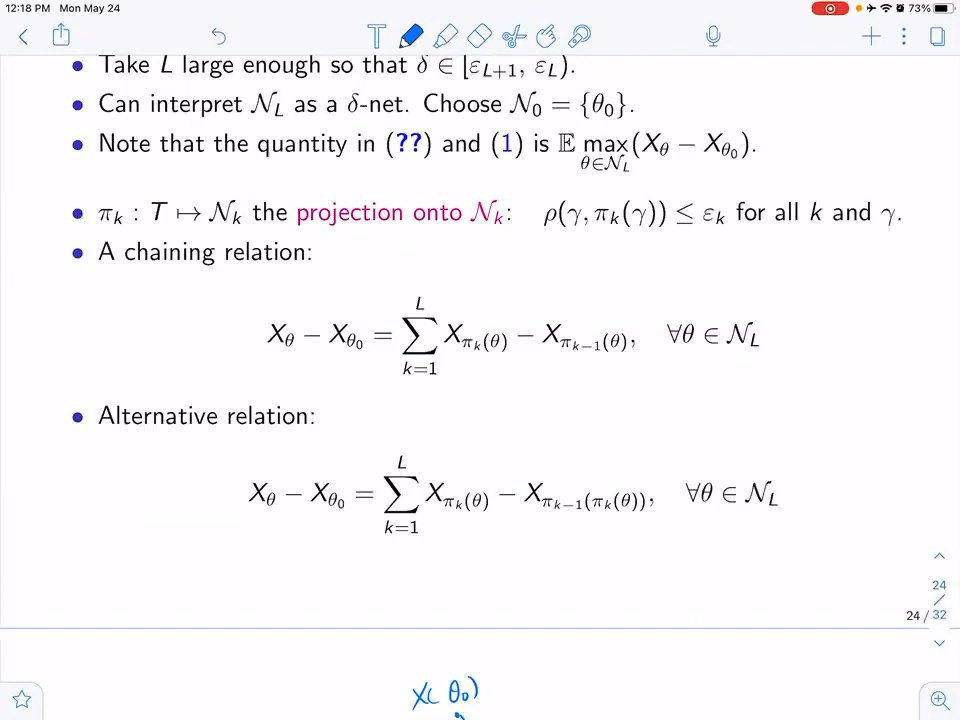 12:18 PM Mon May 24
73%
• Take L large enough so that δ ∈ [ε_{L+1}, ε_L).
• Can interpret 𝒩_L as a δ-net. Choose 𝒩_0 = {θ_0}.
• Note that the quantity in (??) and (1) is 𝔼 max_{θ∈𝒩_L} (X_θ − X_{θ_0}).
• π_k : T ↦ 𝒩_k the projection onto 𝒩_k: ρ(γ, π_k(γ)) ≤ ε_k for all k and γ.
• A chaining relation:
X_θ − X_{θ_0} = ∑_{k=1}^{L} X_{π_k(θ)} − X_{π_{k−1}(θ)}, ∀θ ∈ 𝒩_L
• Alternative relation:
X_θ − X_{θ_0} = ∑_{k=1}^{L} X_{π_k(θ)} − X_{π_{k−1}(π_k(θ))}, ∀θ ∈ 𝒩_L
24
/
32
24 / 32
X( θ_0)